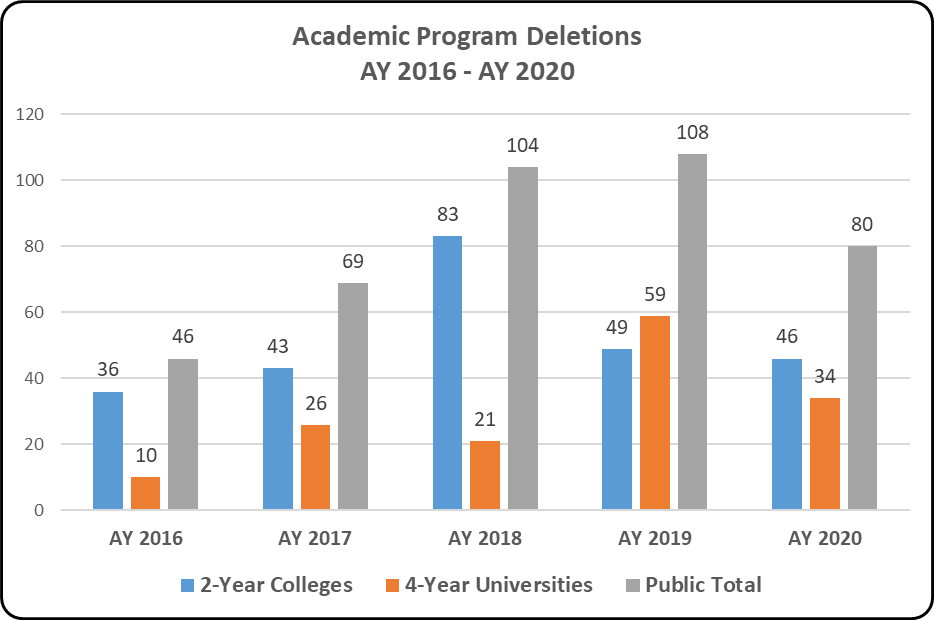 Academic Program Deletions
AY 2016 - AY 2020
120
100
80
60
40
20
0
36
10
46
43
26
69
83
21
104
49
59
108
46
34
80
AY 2016
AY 2017
AY 2018
AY 2019
AY 2020
2-Year Colleges
4-Year Universities
Public Total